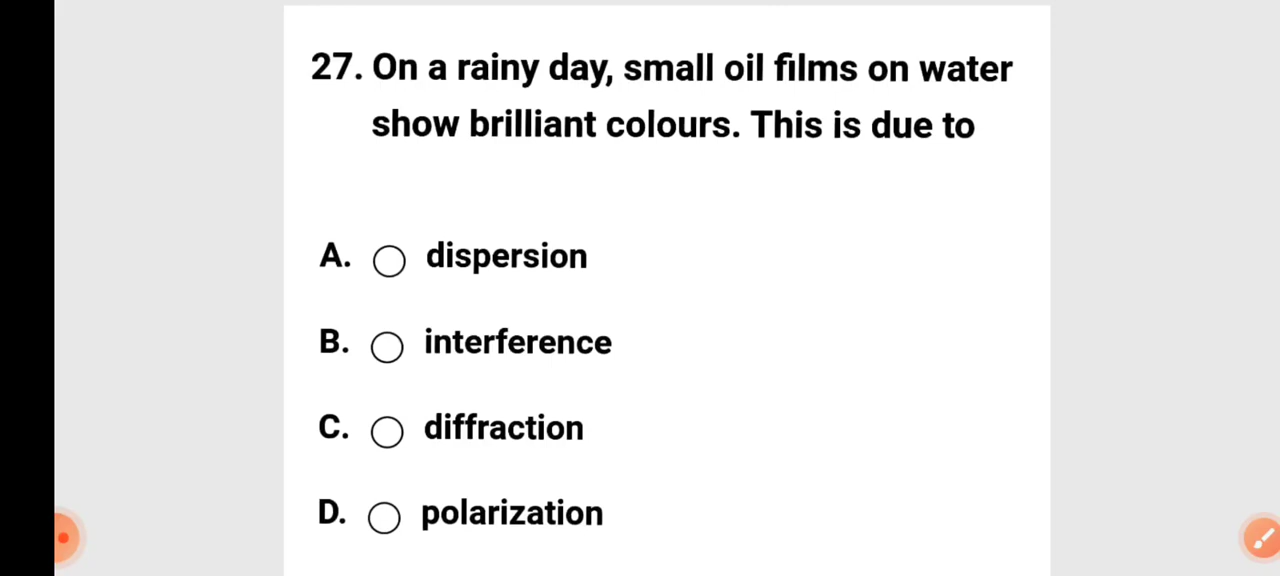 27. On a rainy day, small oil films on water
show brilliant colours. This is due to
A. dispersion
B. interference
C. diffraction
D. polarization